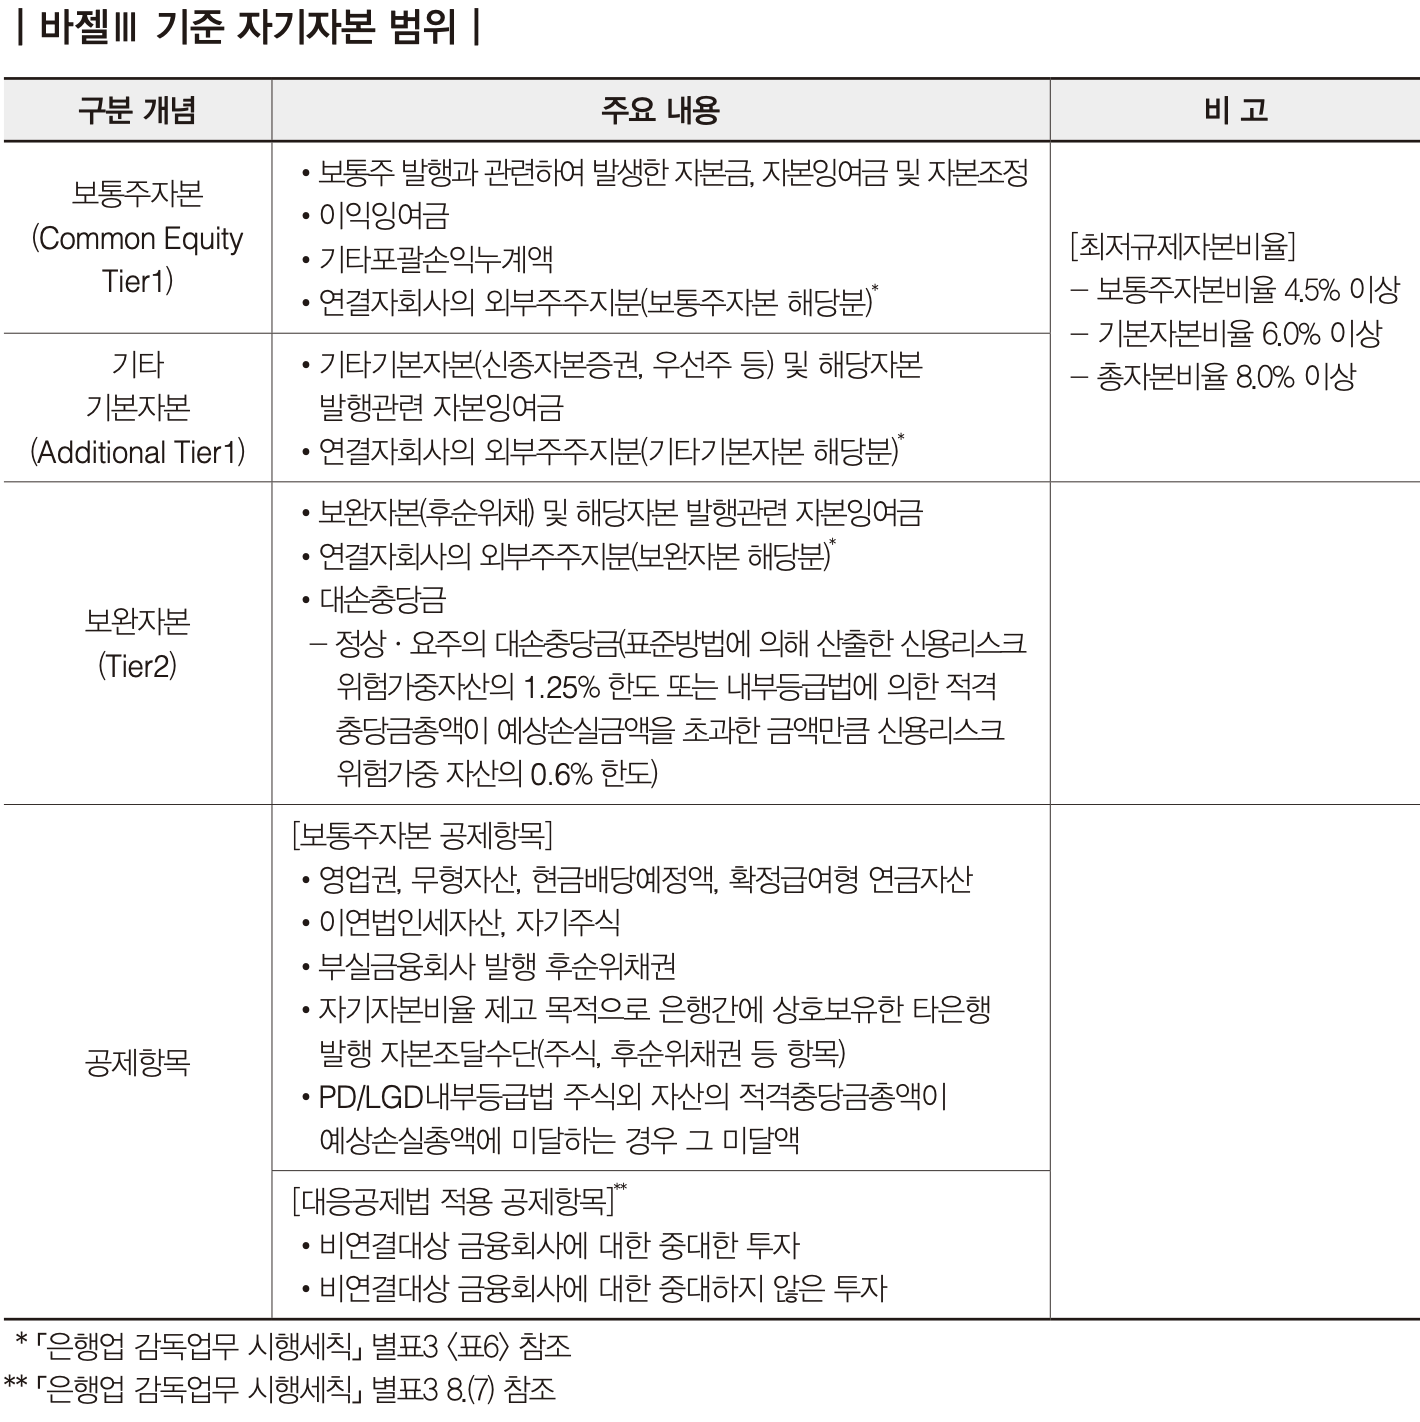 | 바젤Ⅲ 기준 자기자본 범위 |
구분 개념
주요 내용
비 고
보통주자본
(Common Equity
Tier1)
• 보통주 발행과 관련하여 발생한 자본금, 자본잉여금 및 자본조정
• 이익잉여금
• 기타포괄손익누계액
• 연결자회사의 외부주주지분(보통주자본 해당분)*
[최저규제자본비율]
– 보통주자본비율 4.5% 이상
– 기본자본비율 6.0% 이상
– 총자본비율 8.0% 이상
기타
기본자본
(Additional Tier1)
• 기타기본자본(신종자본증권, 우선주 등) 및 해당자본
발행관련 자본잉여금
• 연결자회사의 외부주주지분(기타기본자본 해당분)*
보완자본
(Tier2)
• 보완자본(후순위채) 및 해당자본 발행관련 자본잉여금
• 연결자회사의 외부주주지분(보완자본 해당분)*
• 대손충당금
– 정상·요주의 대손충당금(표준방법에 의해 산출한 신용리스크
위험가중자산의 1.25% 한도 또는 내부등급법에 의한 적격
충당금총액이 예상손실금액을 초과한 금액만큼 신용리스크
위험가중 자산의 0.6% 한도)
공제항목
[보통주자본 공제항목]
• 영업권, 무형자산, 현금배당예정액, 확정급여형 연금자산
• 이연법인세자산, 자기주식
• 부실금융회사 발행 후순위채권
• 자기자본비율 제고 목적으로 은행간에 상호보유한 타은행
발행 자본조달수단(주식, 후순위채권 등 항목)
• PD/LGD내부등급법 주식외 자산의 적격충당금총액이
예상손실총액에 미달하는 경우 그 미달액
[대응공제법 적용 공제항목]**
• 비연결대상 금융회사에 대한 중대한 투자
• 비연결대상 금융회사에 대한 중대하지 않은 투자
* 「은행업 감독업무 시행세칙」 별표3 〈표6〉 참조
** 「은행업 감독업무 시행세칙」 별표3 8.(7) 참조